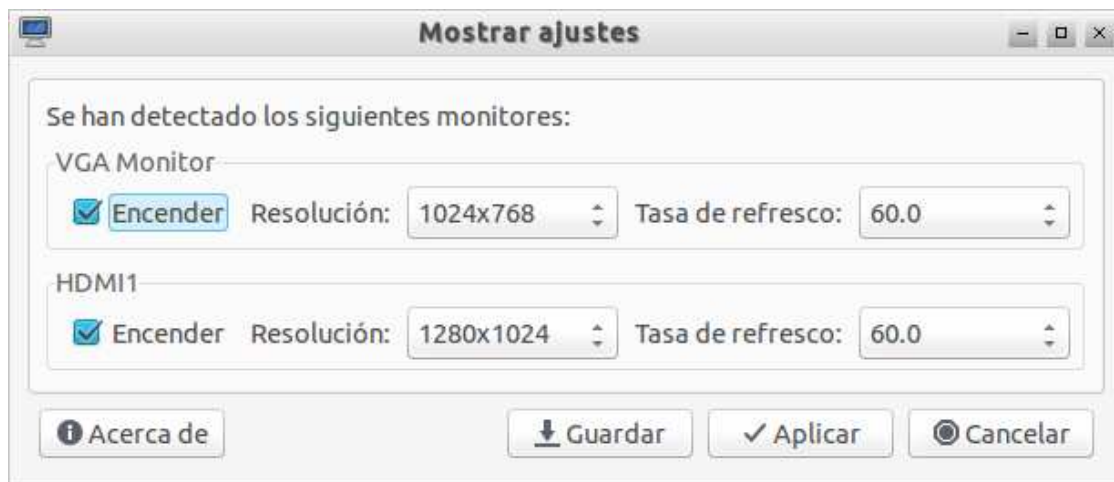 Mostrar ajustes
Se han detectado los siguientes monitores:
VGA Monitor
Encender Resolución: 1024x768 Tasa de refresco: 60.0
HDMI1
Encender Resolución: 1280x1024 Tasa de refresco: 60.0
Acerca de Guardar Aplicar Cancelar